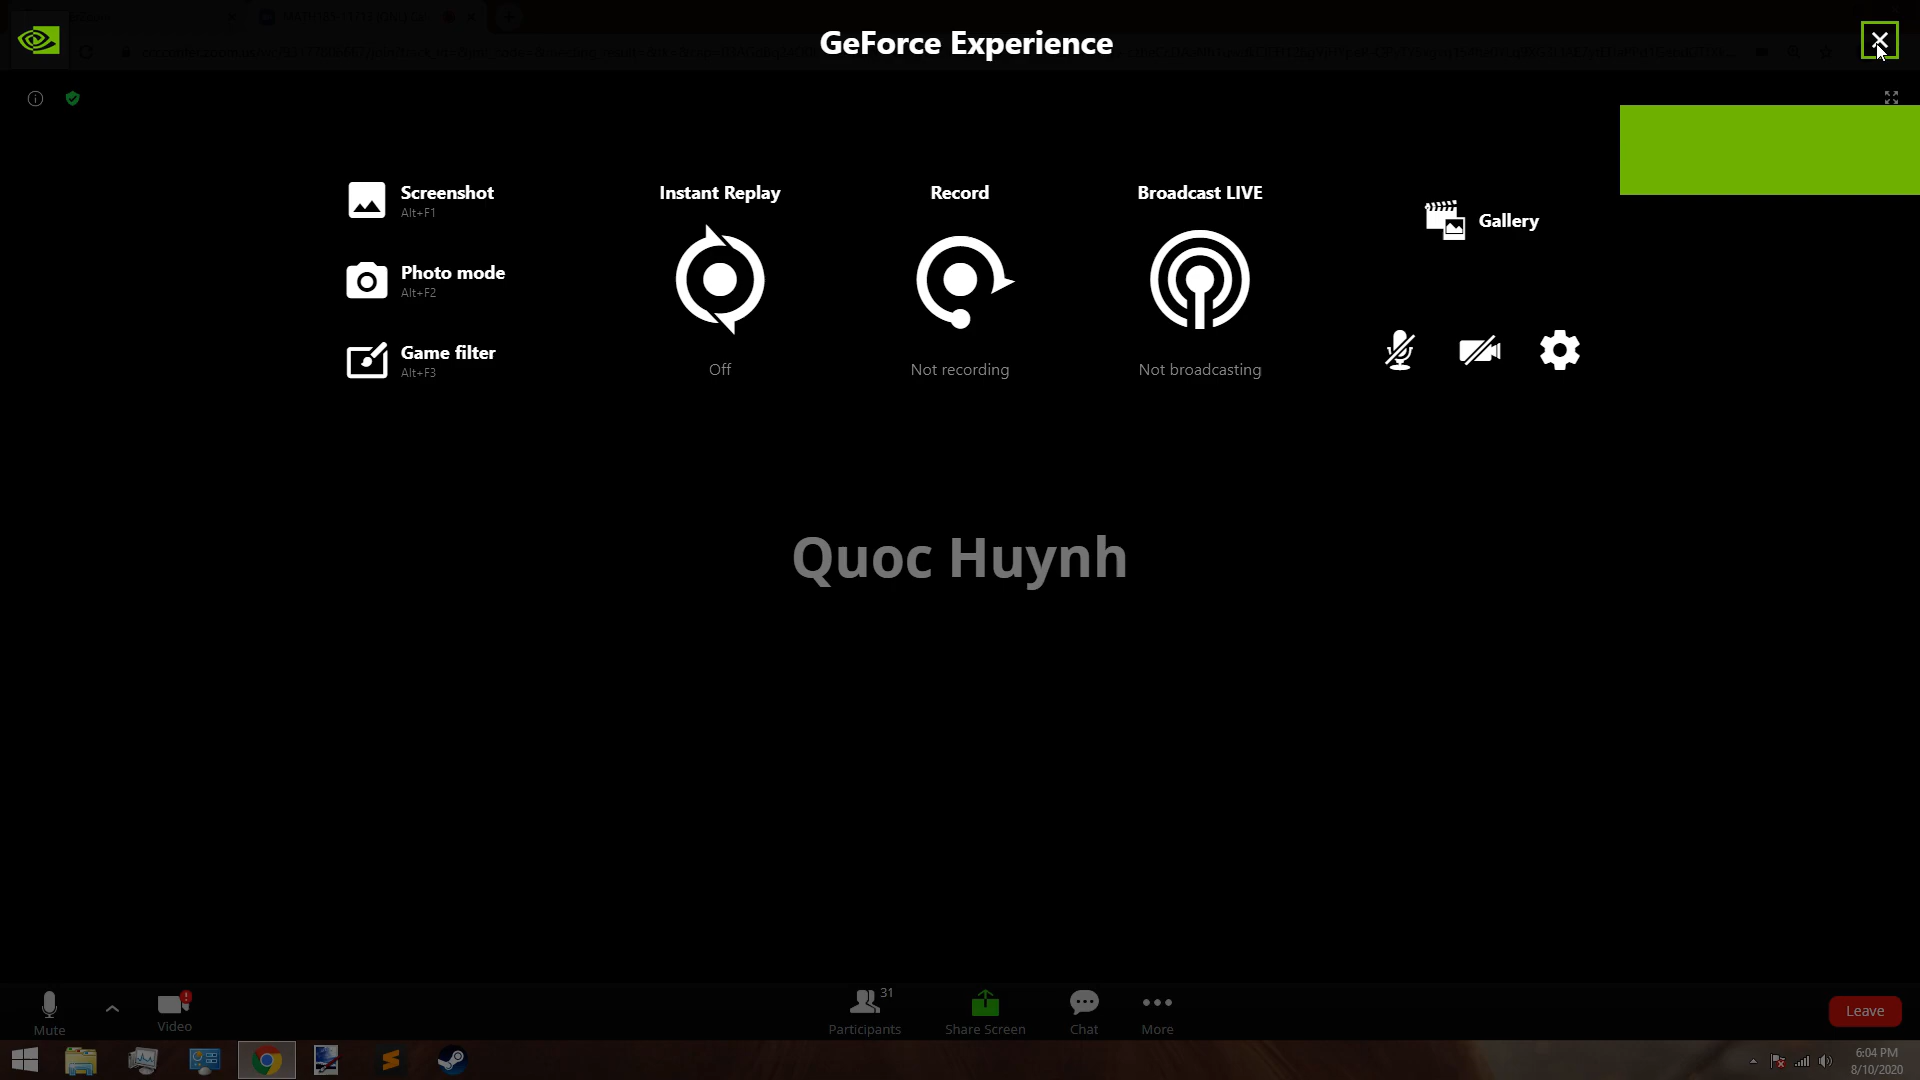 GeForce Experience
Screenshot
Alt+F1
Photo mode
Alt+F2
Game filter
Alt+F3
Instant Replay
Off
Record
Not recording
Broadcast LIVE
Not broadcasting
Gallery
Quoc Huynh
Mute
Video
31
Participants
Share Screen
Chat
More
Leave
6:04 PM
8/10/2020